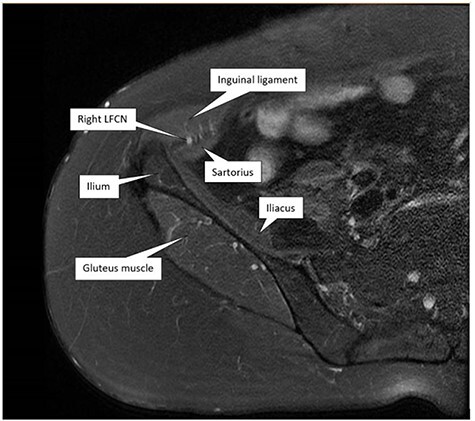 Inguinal ligament
Right LFCN
Sartorius
Ilium
Iliacus
Gluteus muscle